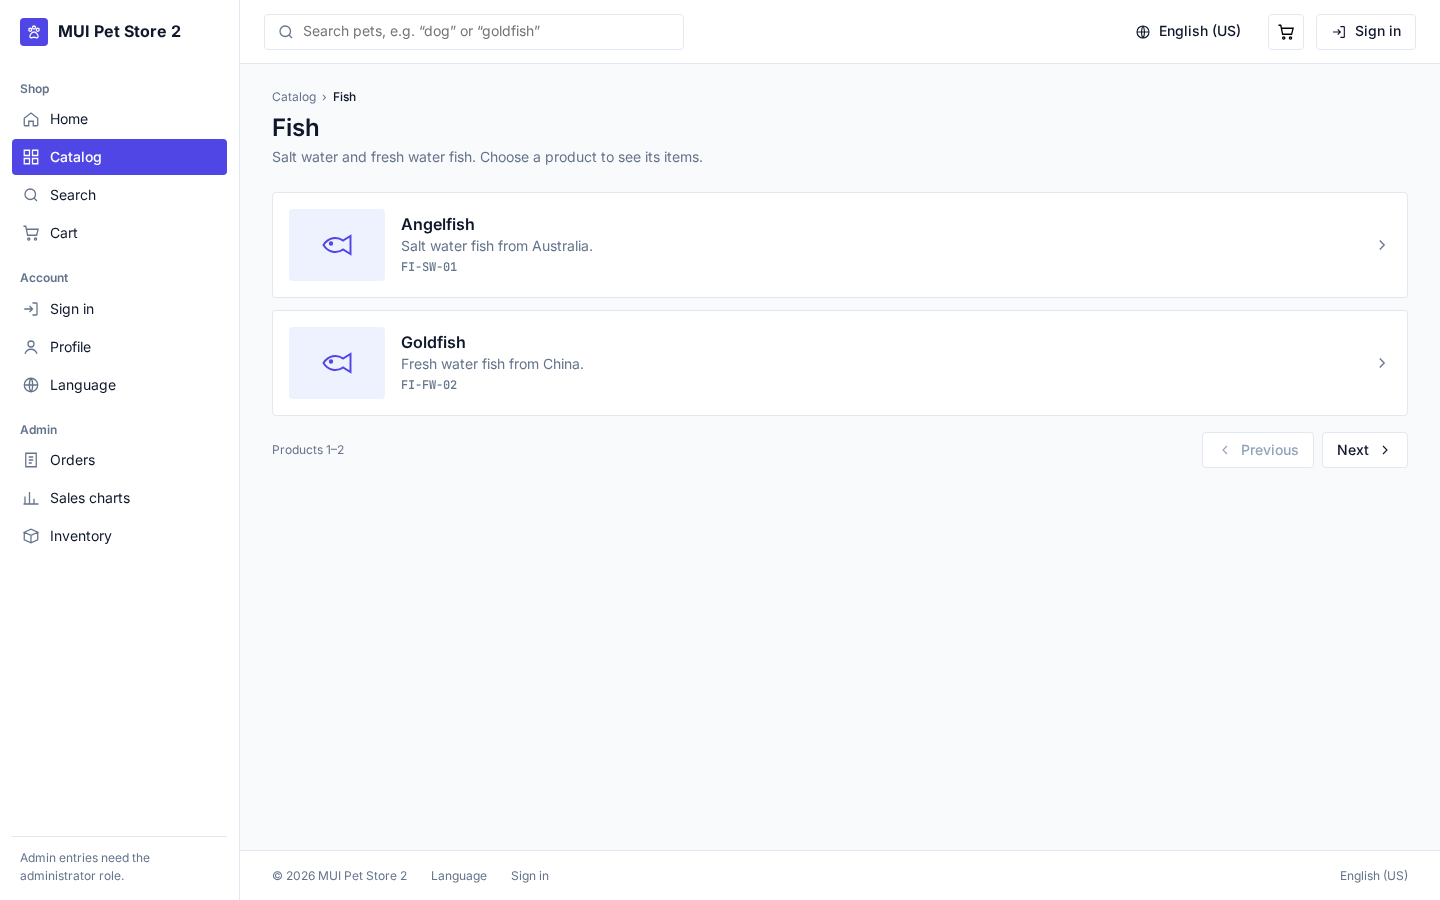 MUI Pet Store 2
Search pets, e.g. “dog” or “goldfish”
English (US)
Sign in
Shop
Home
Catalog
Search
Cart
Account
Sign in
Profile
Language
Admin
Orders
Sales charts
Inventory
Admin entries need the
administrator role.
Catalog › Fish
Fish
Salt water and fresh water fish. Choose a product to see its items.
Angelfish
Salt water fish from Australia.
FI-SW-01
Goldfish
Fresh water fish from China.
FI-FW-02
Products 1–2
Previous
Next
© 2026 MUI Pet Store 2
Language
Sign in
English (US)